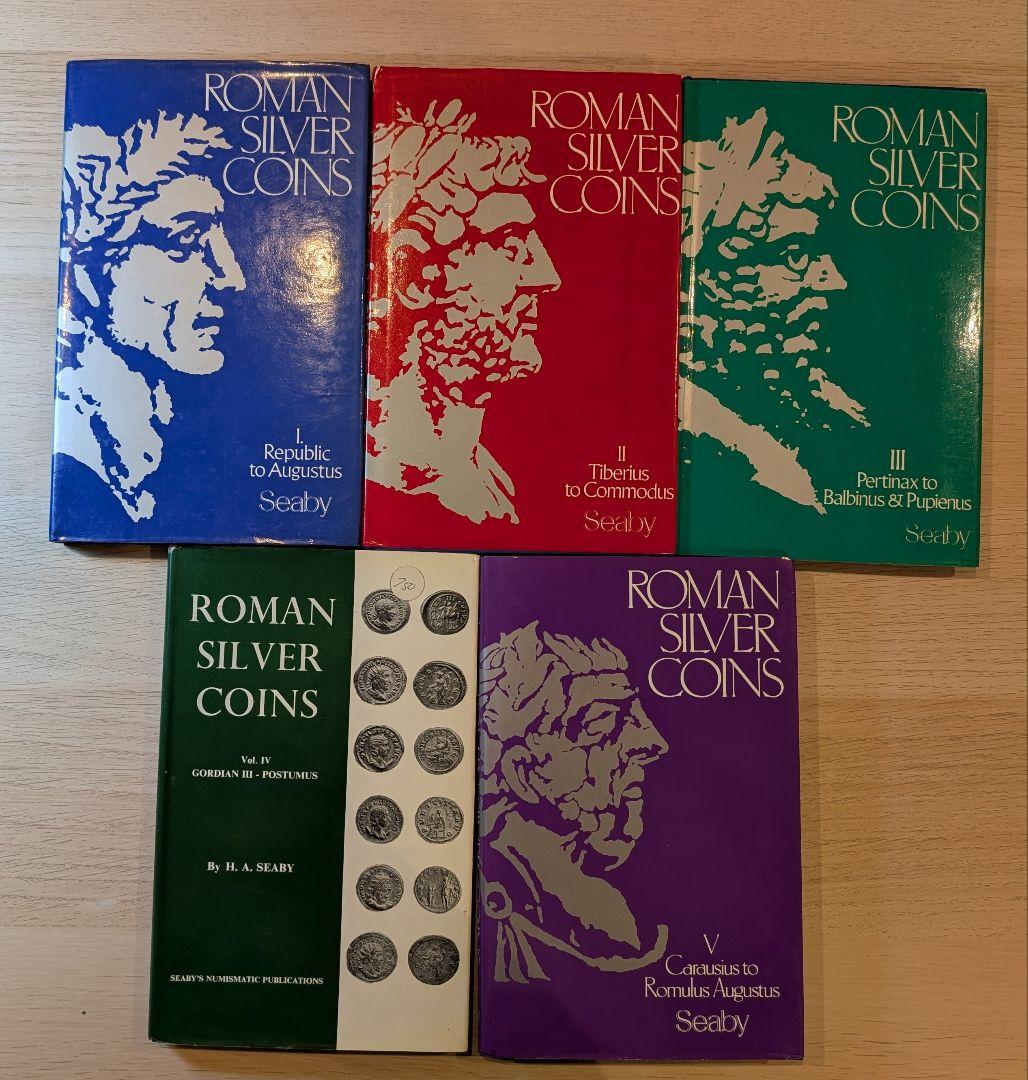 ROMAN
SILVER
COINS
I.
Republic
to Augustus
Seaby
ROMAN
SILVER
COINS
II
Tiberius
to Commodus
Seaby
ROMAN
SILVER
COINS
III
Pertinax to
Balbinus & Pupienus
Seaby
ROMAN
SILVER
COINS
Vol. IV
GORDIAN III - POSTUMUS
By H. A. SEABY
SEABY'S NUMISMATIC PUBLICATIONS
ROMAN
SILVER
COINS
V
Carausius to
Romulus Augustus
Seaby